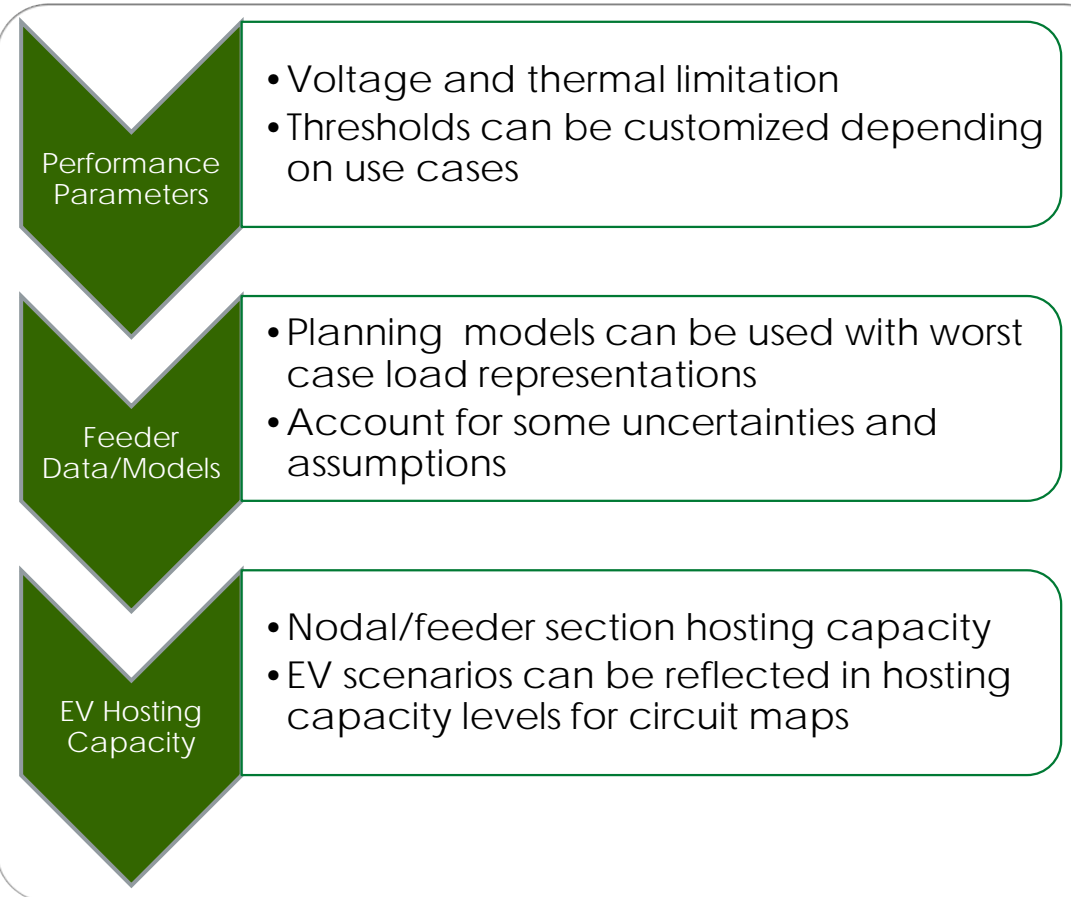 Performance
Parameters
•Voltage and thermal limitation
•Thresholds can be customized depending
on use cases
Feeder
Data/Models
•Planning  models can be used with worst
case load representations
•Account for some uncertainties and
assumptions
EV Hosting
Capacity
•Nodal/feeder section hosting capacity
•EV scenarios can be reflected in hosting
capacity levels for circuit maps